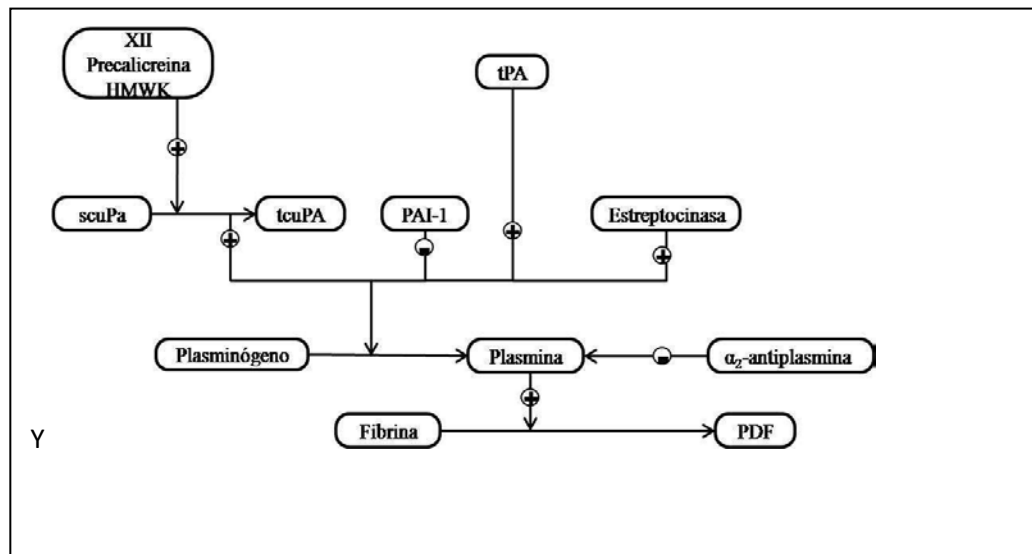 XII
Precalicreina
HMWK
tPA
scuPa
tcuPA
PAI-1
Estreptocinasa
Plasminógeno
Plasmina
α₂-antiplasmina
Fibrina
PDF
Y